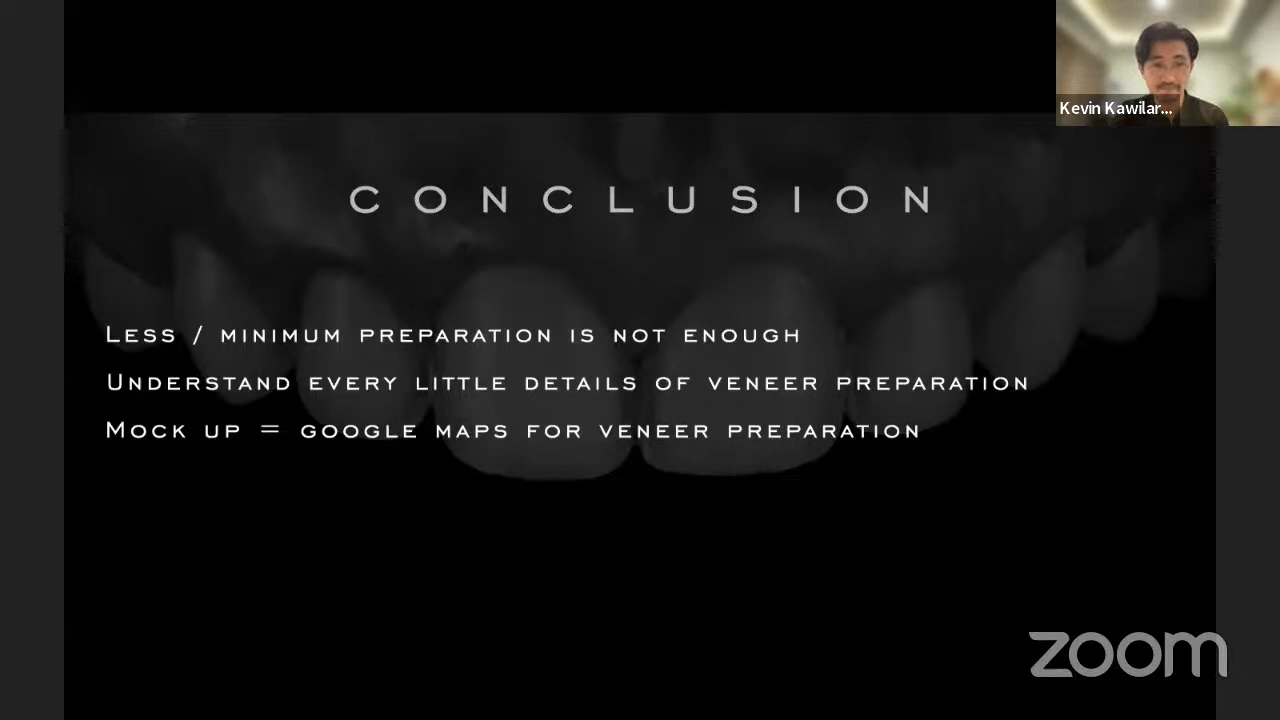 Kevin Kawilar...
CONCLUSION
LESS / MINIMUM PREPARATION IS NOT ENOUGH
UNDERSTAND EVERY LITTLE DETAILS OF VENEER PREPARATION
MOCK UP = GOOGLE MAPS FOR VENEER PREPARATION
zoom